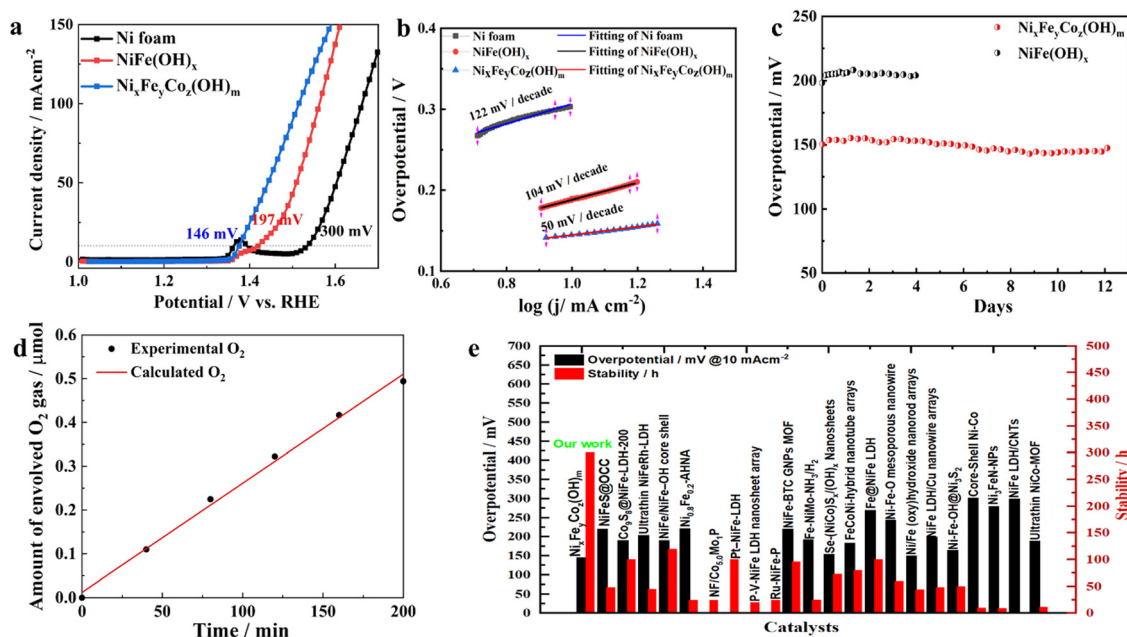 a
Ni foam
NiFe(OH)x
NixFeyCoz(OH)m
146 mV
197 mV
300 mV
Current density / mAcm-2
150
100
50
0
1.0
1.2
1.4
1.6
Potential / V vs. RHE
b
Ni foam
NiFe(OH)x
NixFeyCoz(OH)m
Fitting of Ni foam
Fitting of NiFe(OH)x
Fitting of NixFeyCoz(OH)m
122 mV / decade
104 mV / decade
50 mV / decade
Overpotential / V
0.4
0.3
0.2
0.1
0.5
1.0
1.5
log (j/ mA cm-2)
c
NixFeyCoz(OH)m
NiFe(OH)x
Overpotential / mV
250
200
150
100
50
0
2
4
6
8
10
12
Days
d
Experimental O2
Calculated O2
Amount of envolved O2 gas / μmol
0.6
0.5
0.4
0.3
0.2
0.1
0.0
0
50
100
150
200
Time / min
e
Overpotential / mV @10 mAcm-2
Stability / h
Our work
Overpotential / mV
700
650
600
550
500
450
400
350
300
250
200
150
100
50
0
NixFeyCoz(OH)m
NiFeS@OCC
Co9S8@NiFe-LDH-200
Ultrathin NiFeRh-LDH
NiFe/NiFe-OH core shell
Ni0.8Fe0.2-AHNA
NF/Co5.0Mo1P
Pt-NiFe-LDH
P-V-NiFe LDH nanosheet array
Ru-NiFe-P
NiFe-BTC GNPs MOF
Fe-NiMo-NH3/H2
Se-(NiCo)Sx/(OH)x Nanosheets
FeCoNi-hybrid nanotube arrays
Fe@NiFe LDH
Ni-Fe-O mesoporous nanowire
Ni/Fe (oxy)hydroxide nanorod arrays
NiFe LDH/Cu nanowire arrays
Ni-Fe-OH@Ni3S2
Core-Shell Ni-Co
Ni3FeN-NPs
NiFe LDH/CNTs
Ultrathin NiCo-MOF
Catalysts
500
450
400
350
300
250
200
150
100
50
0
Stability / h